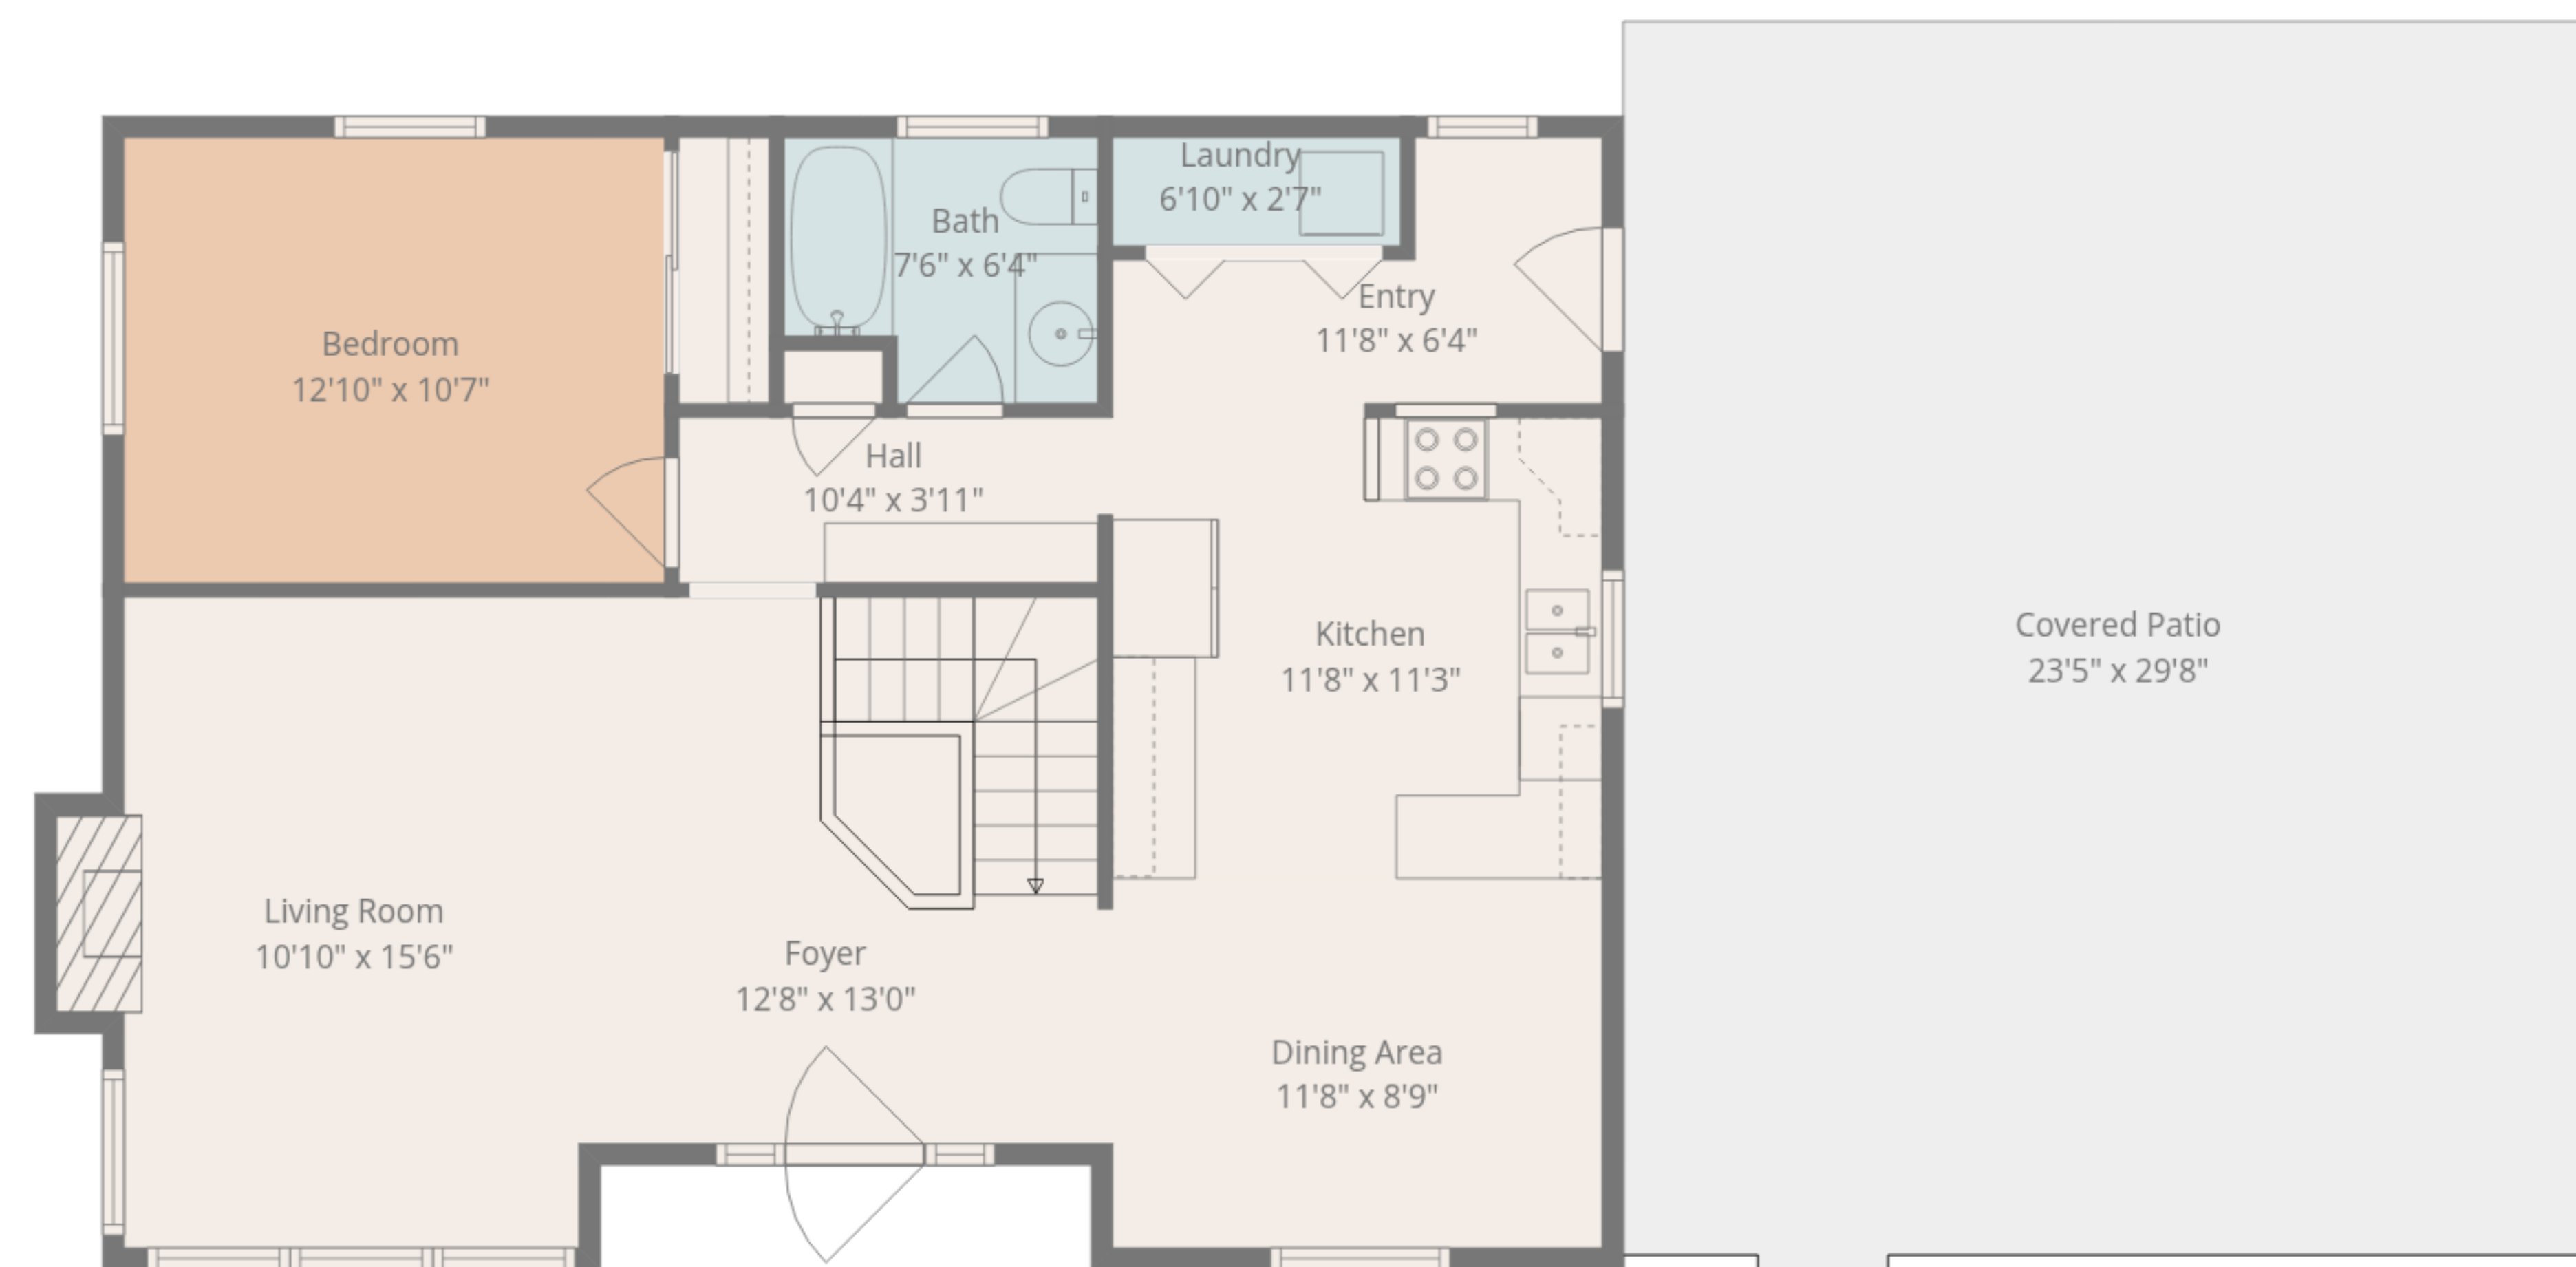 Laundry
6'10" x 2'7"
Bath
7'6" x 6'4"
Entry
11'8" x 6'4"
Bedroom
12'10" x 10'7"
Hall
10'4" x 3'11"
Kitchen
11'8" x 11'3"
Covered Patio
23'5" x 29'8"
Living Room
10'10" x 15'6"
Foyer
12'8" x 13'0"
Dining Area
11'8" x 8'9"